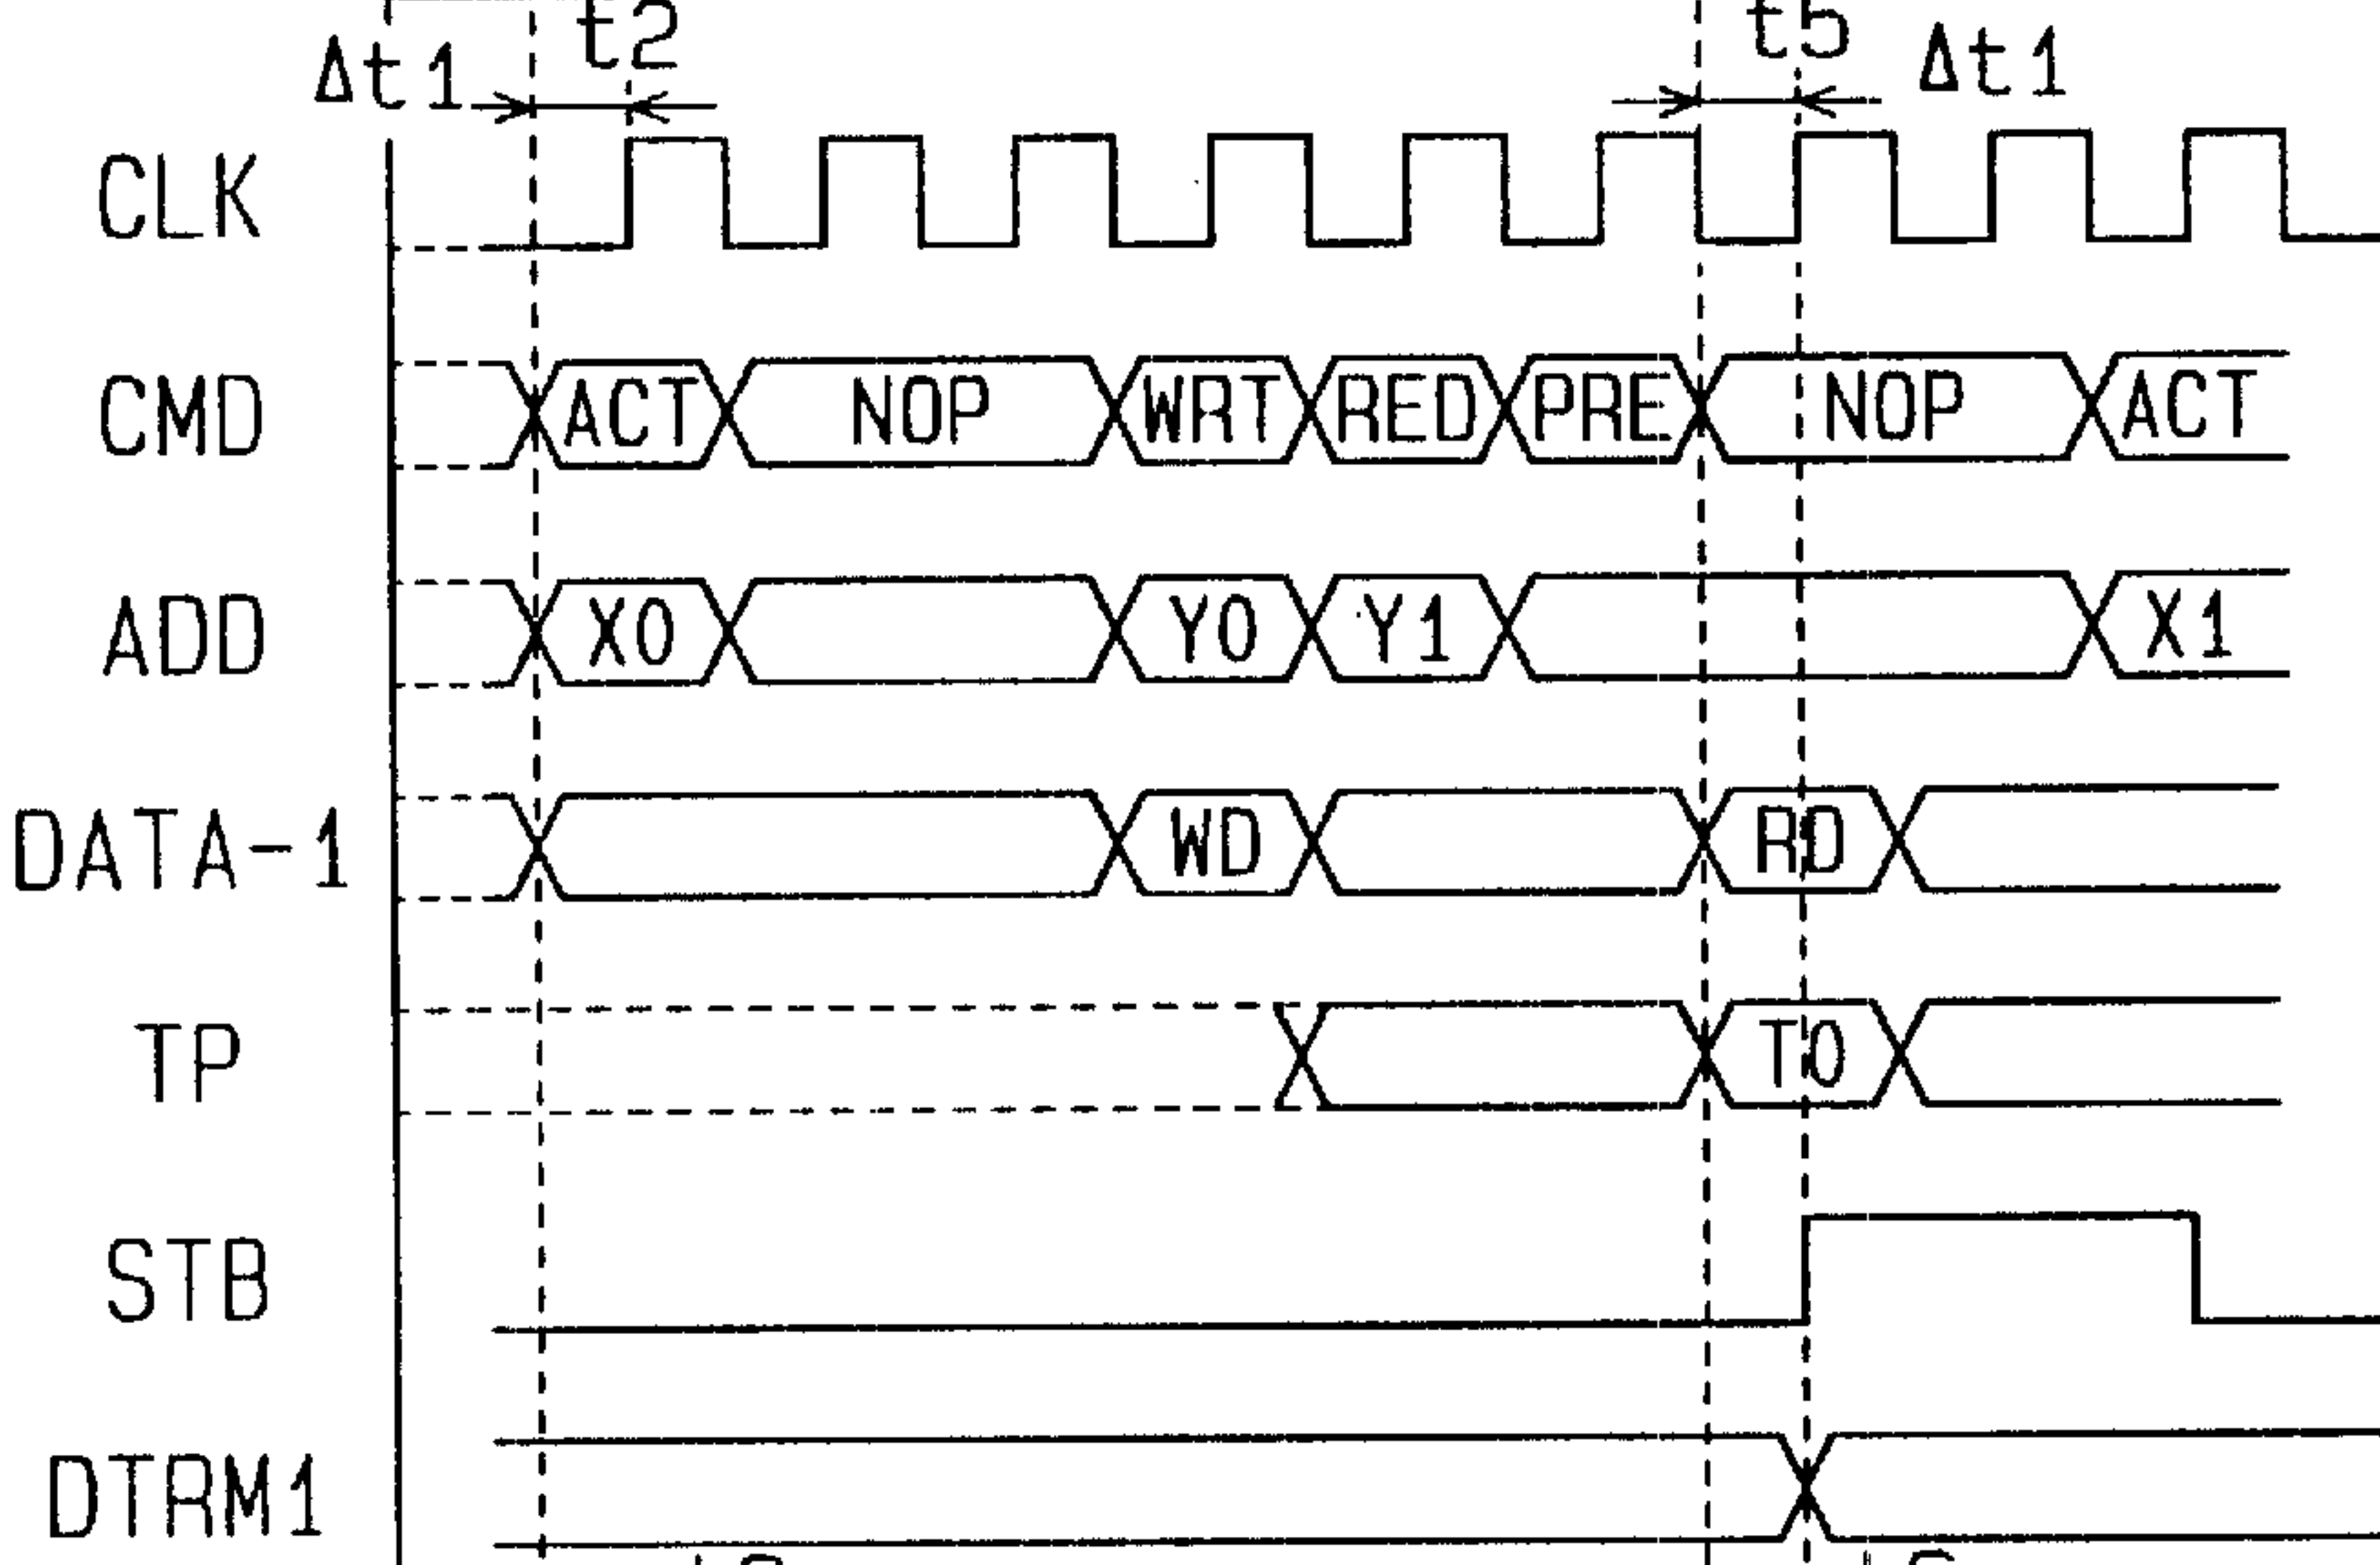 t2
t5
Δt1
Δt1
CLK
CMD ACT NOP WRT RED PRE NOP ACT
ADD X0 Y0 Y1 X1
DATA-1 WD RD
TP T0
STB
DTRM1